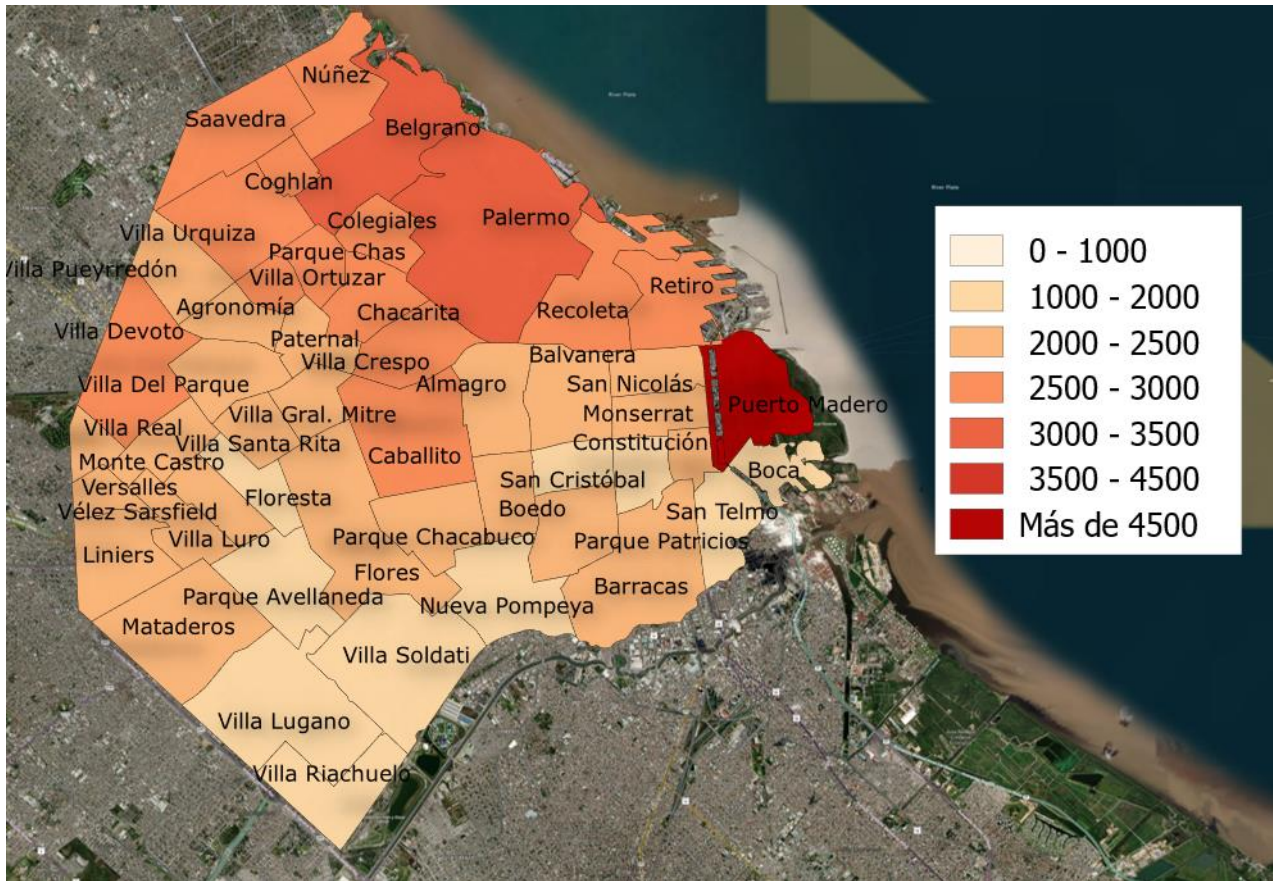 Núñez
Saavedra
Belgrano
Coghlan
Colegiales
Palermo
Villa Urquiza
Parque Chas
Villa Pueyrredón
Villa Ortuzar
Agronomía
Chacarita
Retiro
Recoleta
Villa Devoto
Paternal
Villa Crespo
Balvanera
Villa Del Parque
Almagro
San Nicolás
Puerto Madero
Villa Gral. Mitre
Monserrat
Villa Real
Villa Santa Rita
Constitución
Caballito
Monte Castro
Versalles
Floresta
San Cristóbal
Boca
Vélez Sarsfield
Boedo
San Telmo
Liniers
Villa Luro
Parque Chacabuco
Parque Patricios
Flores
Barracas
Parque Avellaneda
Nueva Pompeya
Mataderos
Villa Soldati
Villa Lugano
Villa Riachuelo
River Plate
River Plate
0 - 1000
1000 - 2000
2000 - 2500
2500 - 3000
3000 - 3500
3500 - 4500
Más de 4500